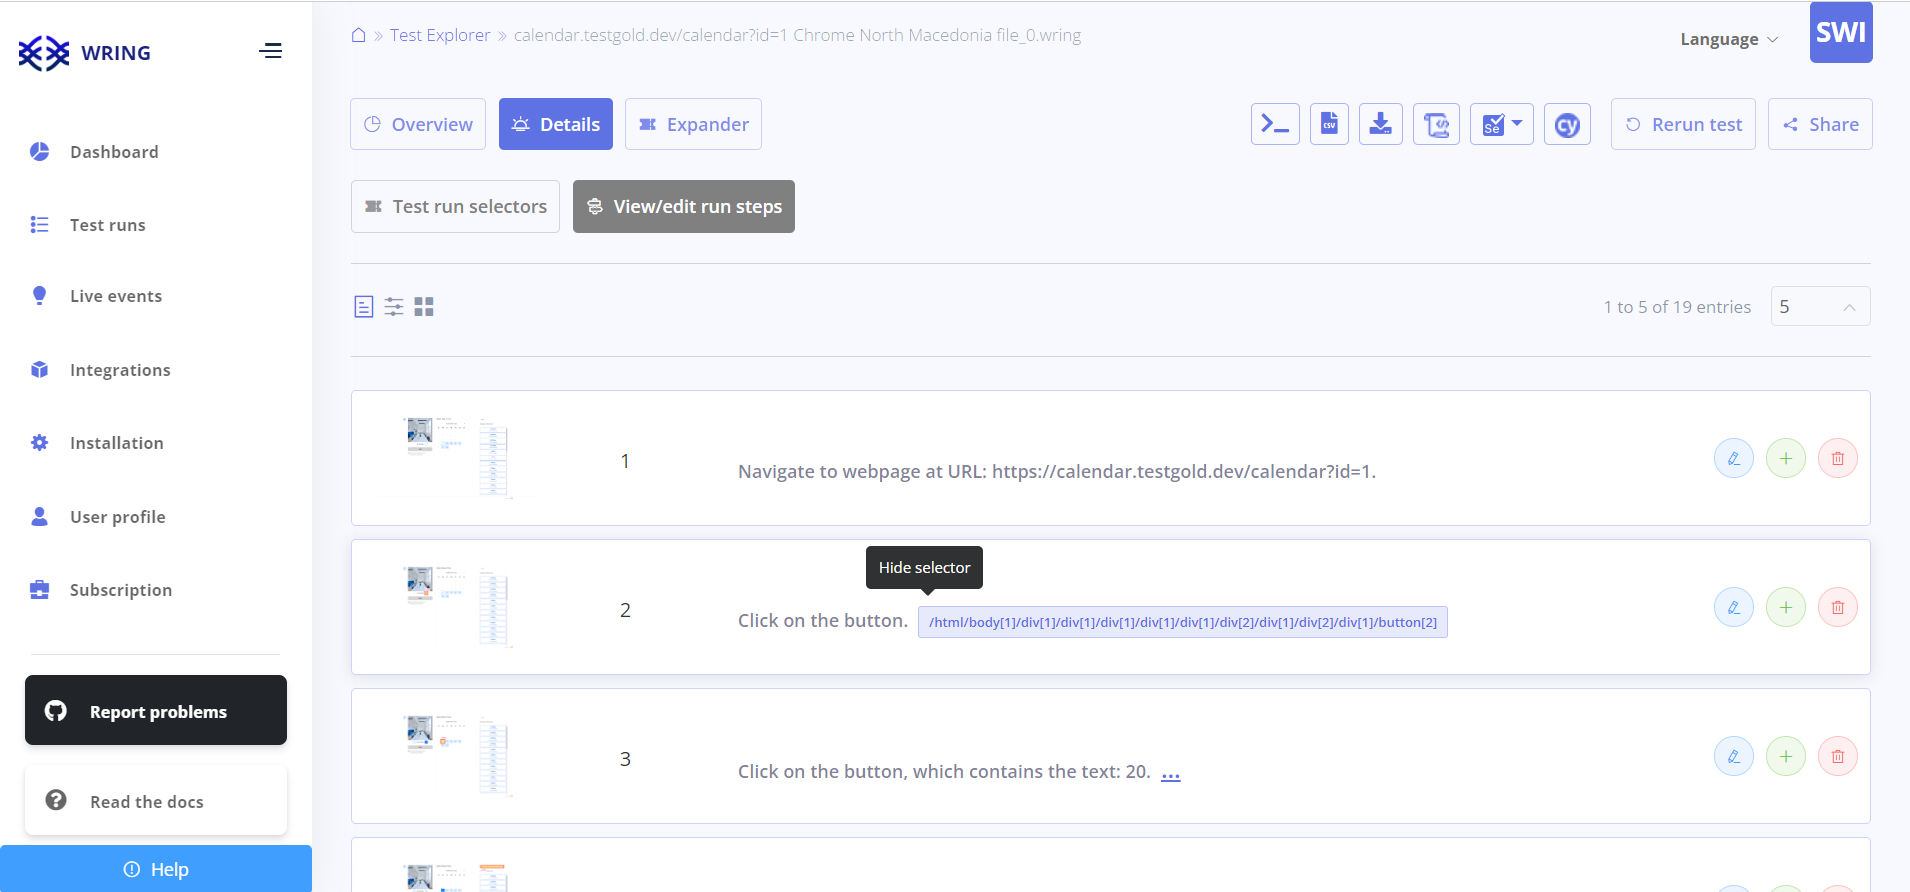 WRING
Test Explorer
calendar.testgold.dev/calendar?id=1 Chrome North Macedonia file_0.wring
Language
SWI
Overview
Details
Expander
CSV
Se
cy
Rerun test
Share
Test run selectors
View/edit run steps
1 to 5 of 19 entries
5
Dashboard
Test runs
Live events
Integrations
Installation
User profile
Subscription
Report problems
Read the docs
Help
1
Navigate to webpage at URL: https://calendar.testgold.dev/calendar?id=1.
Hide selector
2
Click on the button.
/html/body[1]/div[1]/div[1]/div[1]/div[1]/div[1]/div[2]/div[1]/div[2]/div[1]/button[2]
3
Click on the button, which contains the text: 20. ...